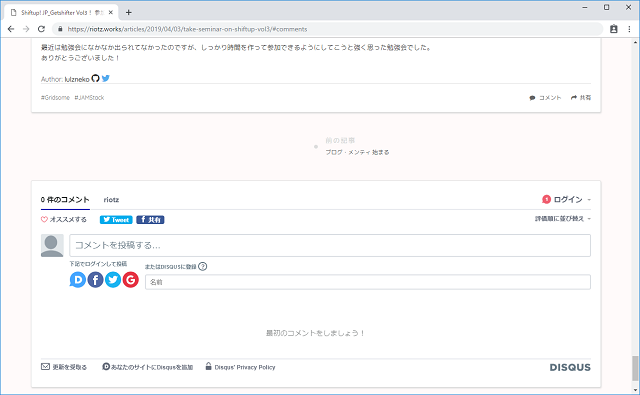 Shiftup! JP_Getshifter Vol3！
https://riotz.works/articles/2019/04/03/take-seminar-on-shiftup-vol3/#comments
最近は勉強会になかなか出られてなかったのですが、しっかり時間を作って参加できるようにしてこうと強く思った勉強会でした。
ありがとうございました！
Author: lulzneko
#Gridsome #JAMStock コメント 共有
前の記事
ブログ・メンティ 始まる
0 件のコメント riotz 1 ログイン
オススメする Tweet 共有 評価順に並び替え
コメントを投稿する...
下記でログインして投稿 またはDISQUSに登録 ?
名前
最初のコメントをしましょう！
更新を受取る あなたのサイトにDisqusを追加 Disqus' Privacy Policy DISQUS